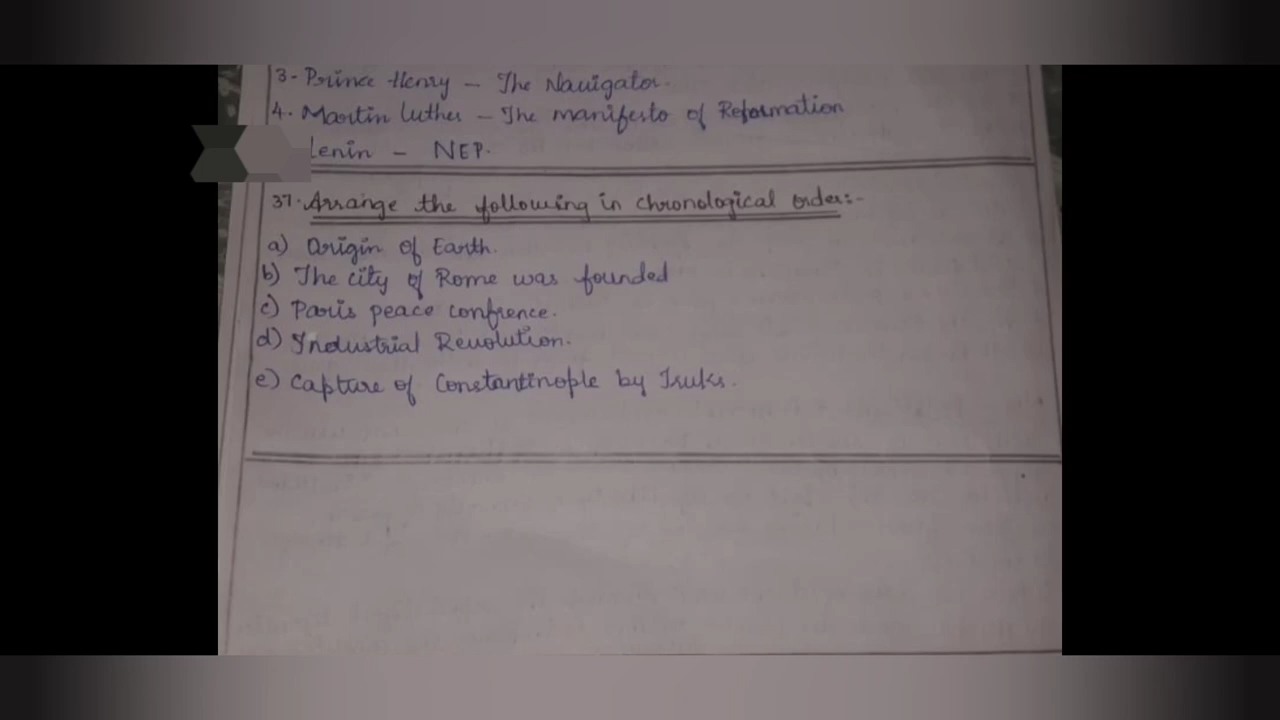 3- Prince Henry - The Navigator.
4. Martin Luther - The manifesto of Reformation
Lenin - NEP.
37. Arrange the following in chronological order:-
a) Origin of Earth.
b) The city of Rome was founded
c) Paris peace confrence.
d) Industrial Revolution.
e) Capture of Constantinople by Truks.